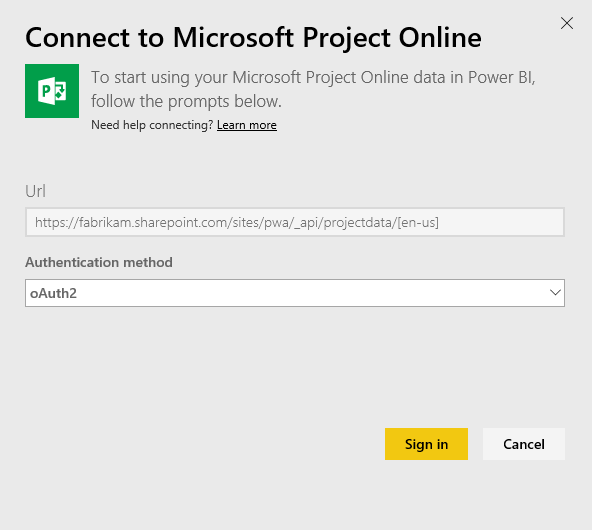 Connect to Microsoft Project Online
To start using your Microsoft Project Online data in Power BI,
follow the prompts below.
Need help connecting? Learn more
Url
https://fabrikam.sharepoint.com/sites/pwa/_api/projectdata/[en-us]
Authentication method
oAuth2
Sign in
Cancel